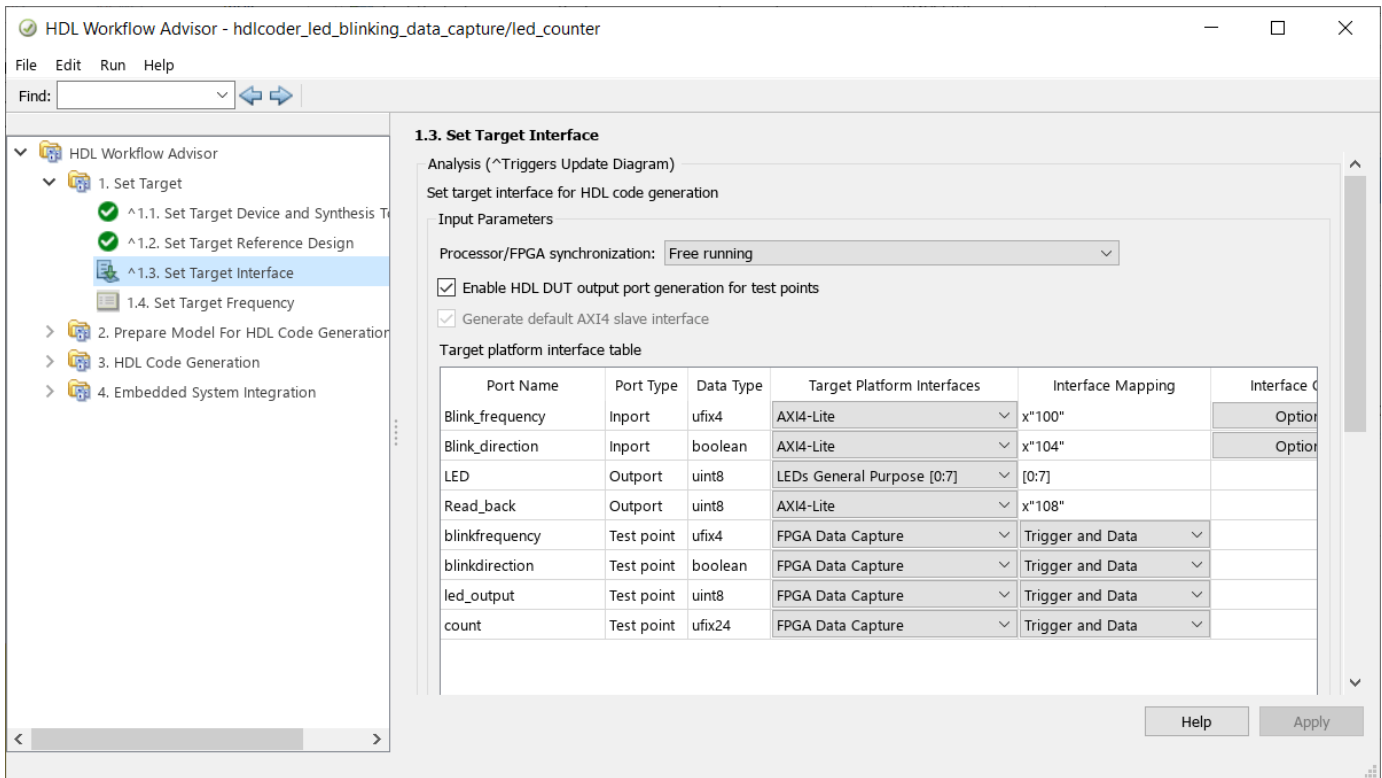 HDL Workflow Advisor - hdlcoder_led_blinking_data_capture/led_counter
File Edit Run Help
Find:
HDL Workflow Advisor
1. Set Target
^1.1. Set Target Device and Synthesis T
^1.2. Set Target Reference Design
^1.3. Set Target Interface
1.4. Set Target Frequency
2. Prepare Model For HDL Code Generation
3. HDL Code Generation
4. Embedded System Integration
1.3. Set Target Interface
Analysis (^Triggers Update Diagram)
Set target interface for HDL code generation
Input Parameters
Processor/FPGA synchronization: Free running
Enable HDL DUT output port generation for test points
Generate default AXI4 slave interface
Target platform interface table
Port Name Port Type Data Type Target Platform Interfaces Interface Mapping Interface
Blink_frequency Inport ufix4 AXI4-Lite x"100" Option
Blink_direction Inport boolean AXI4-Lite x"104" Option
LED Outport uint8 LEDs General Purpose [0:7] [0:7]
Read_back Outport uint8 AXI4-Lite x"108"
blinkfrequency Test point ufix4 FPGA Data Capture Trigger and Data
blinkdirection Test point boolean FPGA Data Capture Trigger and Data
led_output Test point uint8 FPGA Data Capture Trigger and Data
count Test point ufix24 FPGA Data Capture Trigger and Data
Help Apply